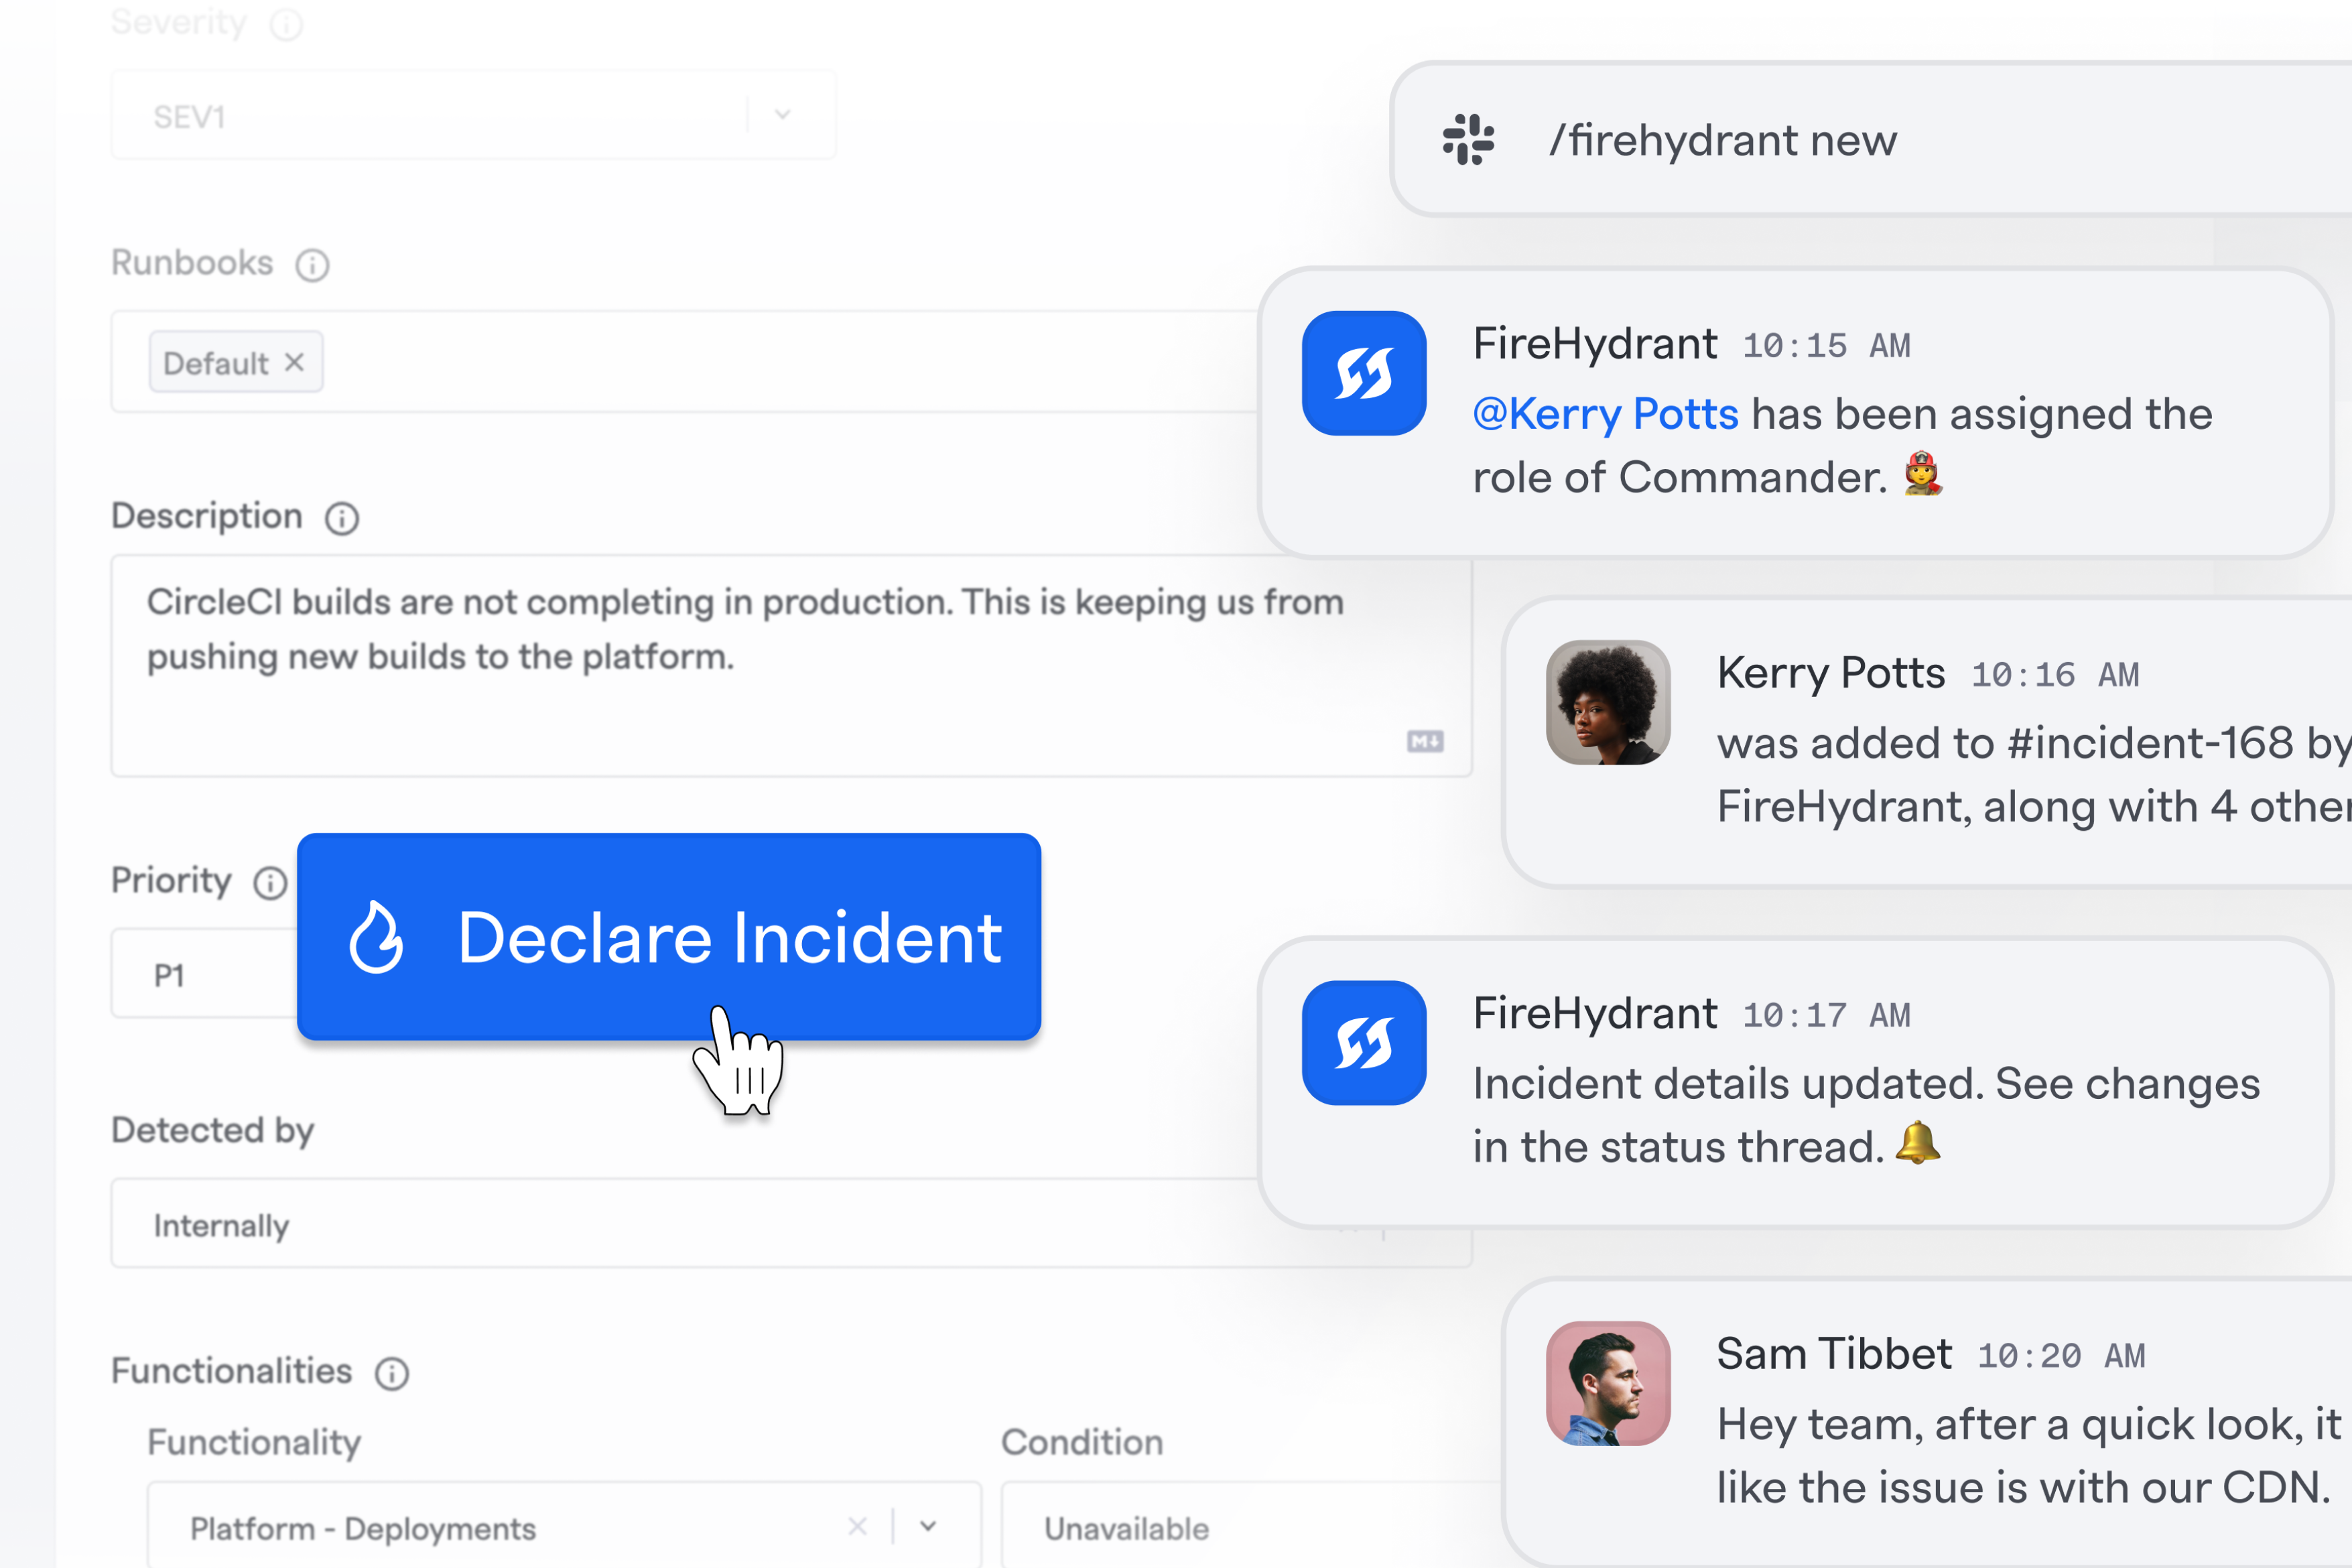 Severity
SEV1
Runbooks
Default
Description
CircleCI builds are not completing in production. This is keeping us from
pushing new builds to the platform.
M
Priority
P1
Declare Incident
Detected by
Internally
Functionalities
Functionality
Condition
Platform - Deployments
Unavailable
/firehydrant new
FireHydrant 10:15 AM
@Kerry Potts has been assigned the
role of Commander.
Kerry Potts 10:16 AM
was added to #incident-168 by
FireHydrant, along with 4 other
FireHydrant 10:17 AM
Incident details updated. See changes
in the status thread.
Sam Tibbet 10:20 AM
Hey team, after a quick look, it
like the issue is with our CDN.